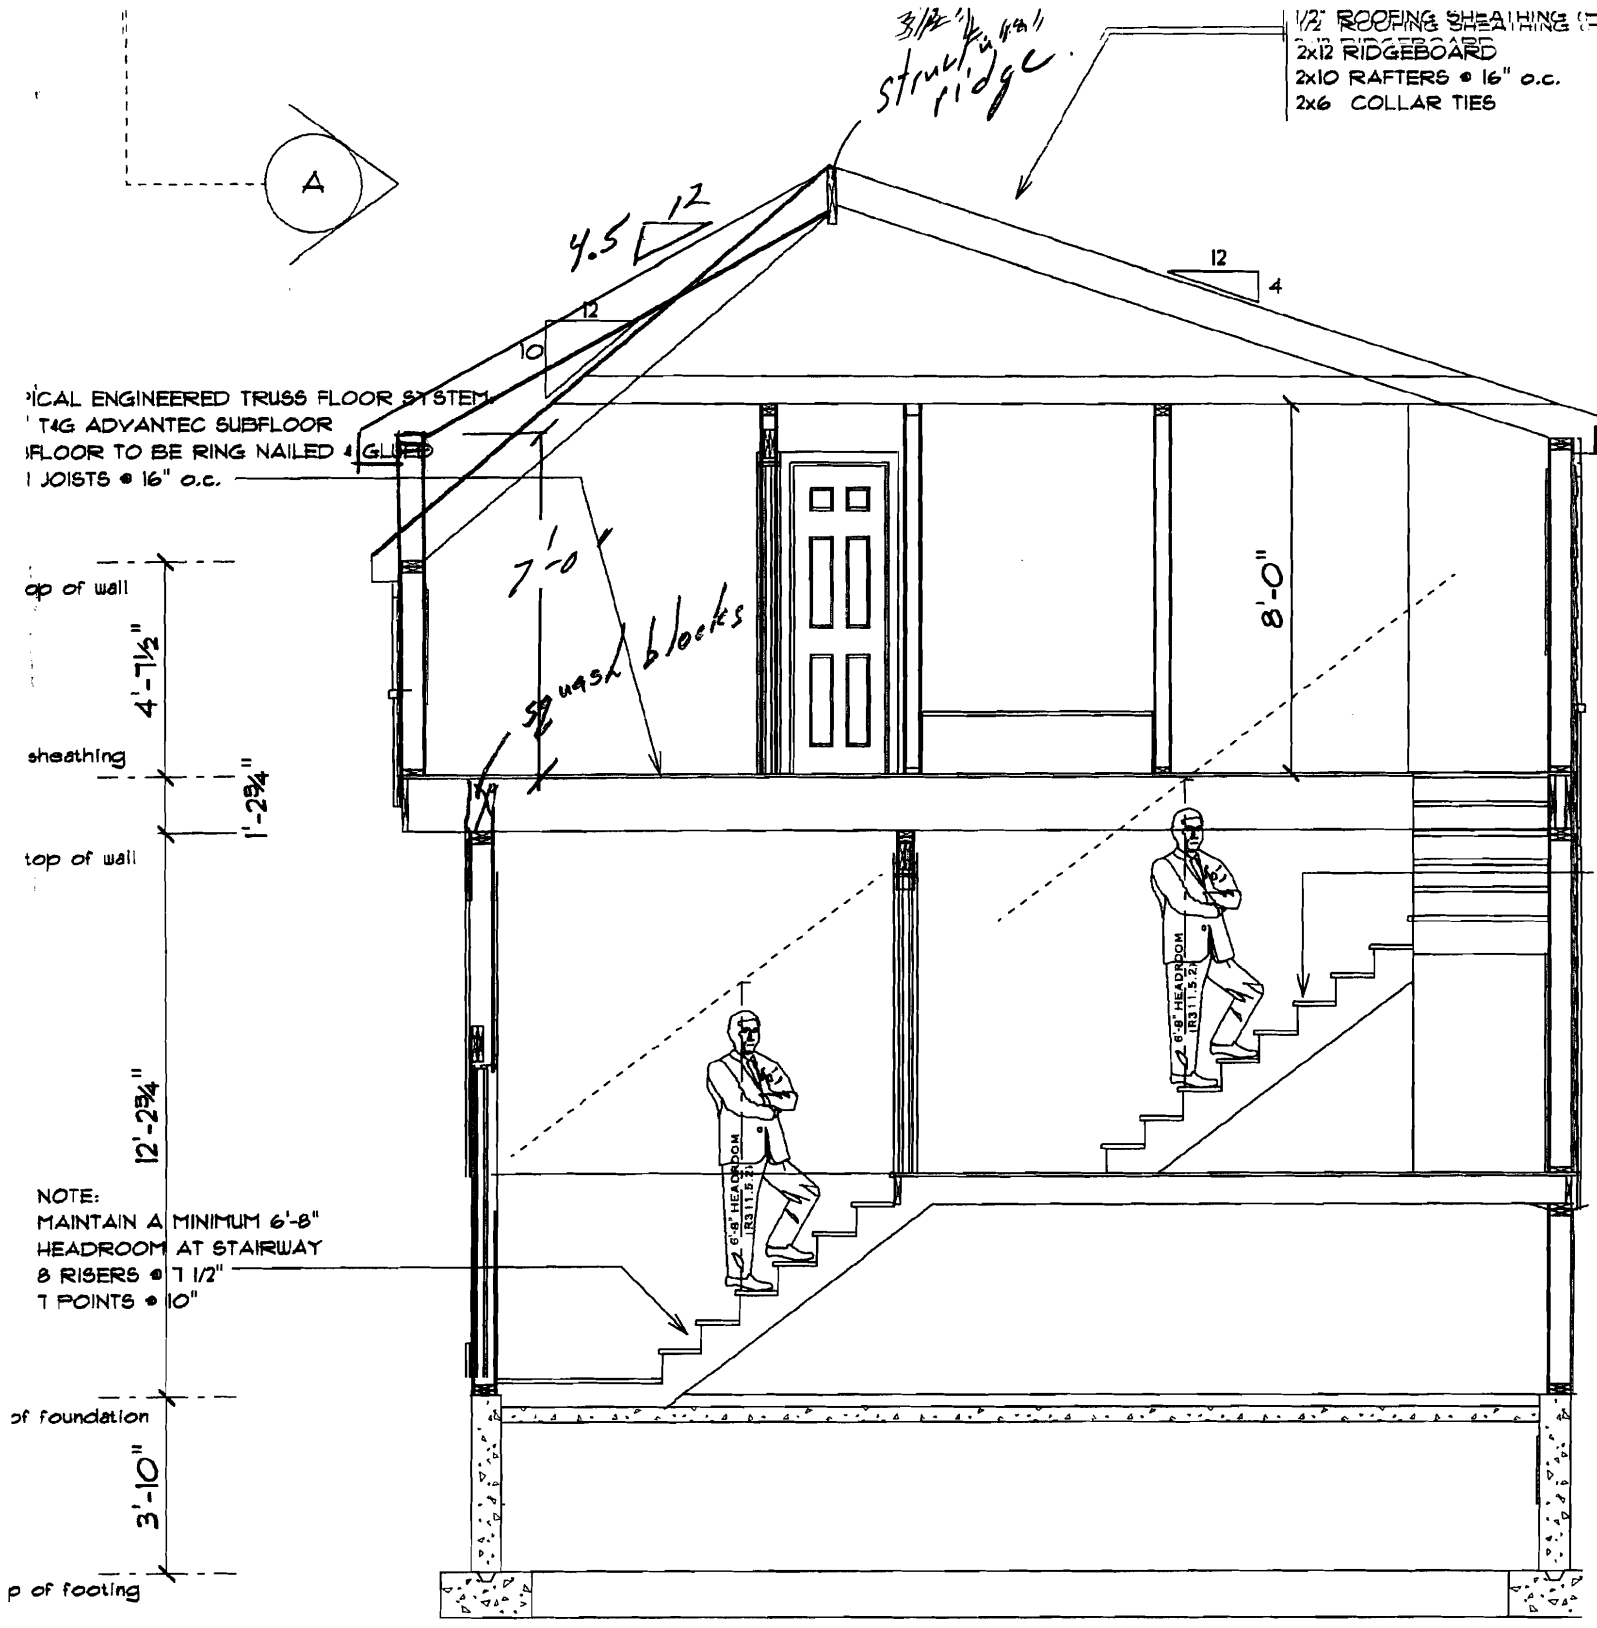 structural
ridge
1/2" ROOFING SHEATHING
2x12 RIDGEBOARD
2x10 RAFTERS @ 16" o.c.
2x6 COLLAR TIES
A
12
4.5
12
4
12
10
ICAL ENGINEERED TRUSS FLOOR SYSTEM.
T&G ADVANTEC SUBFLOOR
FLOOR TO BE RING NAILED & GLUED
JOISTS @ 16" o.c.
7'-0"
8'-0"
squash blocks
op of wall
4'-7½"
sheathing
1'-2¾"
top of wall
6'-8" HEADROOM
(R311.5.2)
12'-2¾"
6'-8" HEADROOM
(R311.5.2)
NOTE:
MAINTAIN A MINIMUM 6'-8"
HEADROOM AT STAIRWAY
8 RISERS @ 7 1/2"
7 POINTS @ 10"
of foundation
3'-10"
p of footing